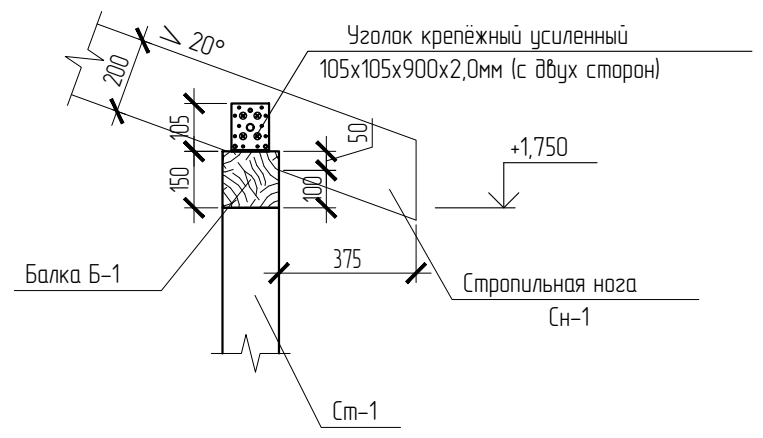 20°
Уголок крепёжный усиленный
105x105x900x2,0мм (с двух сторон)
200
105
50
+1,750
150
100
375
Балка Б-1
Стропильная нога
Сн-1
Ст-1